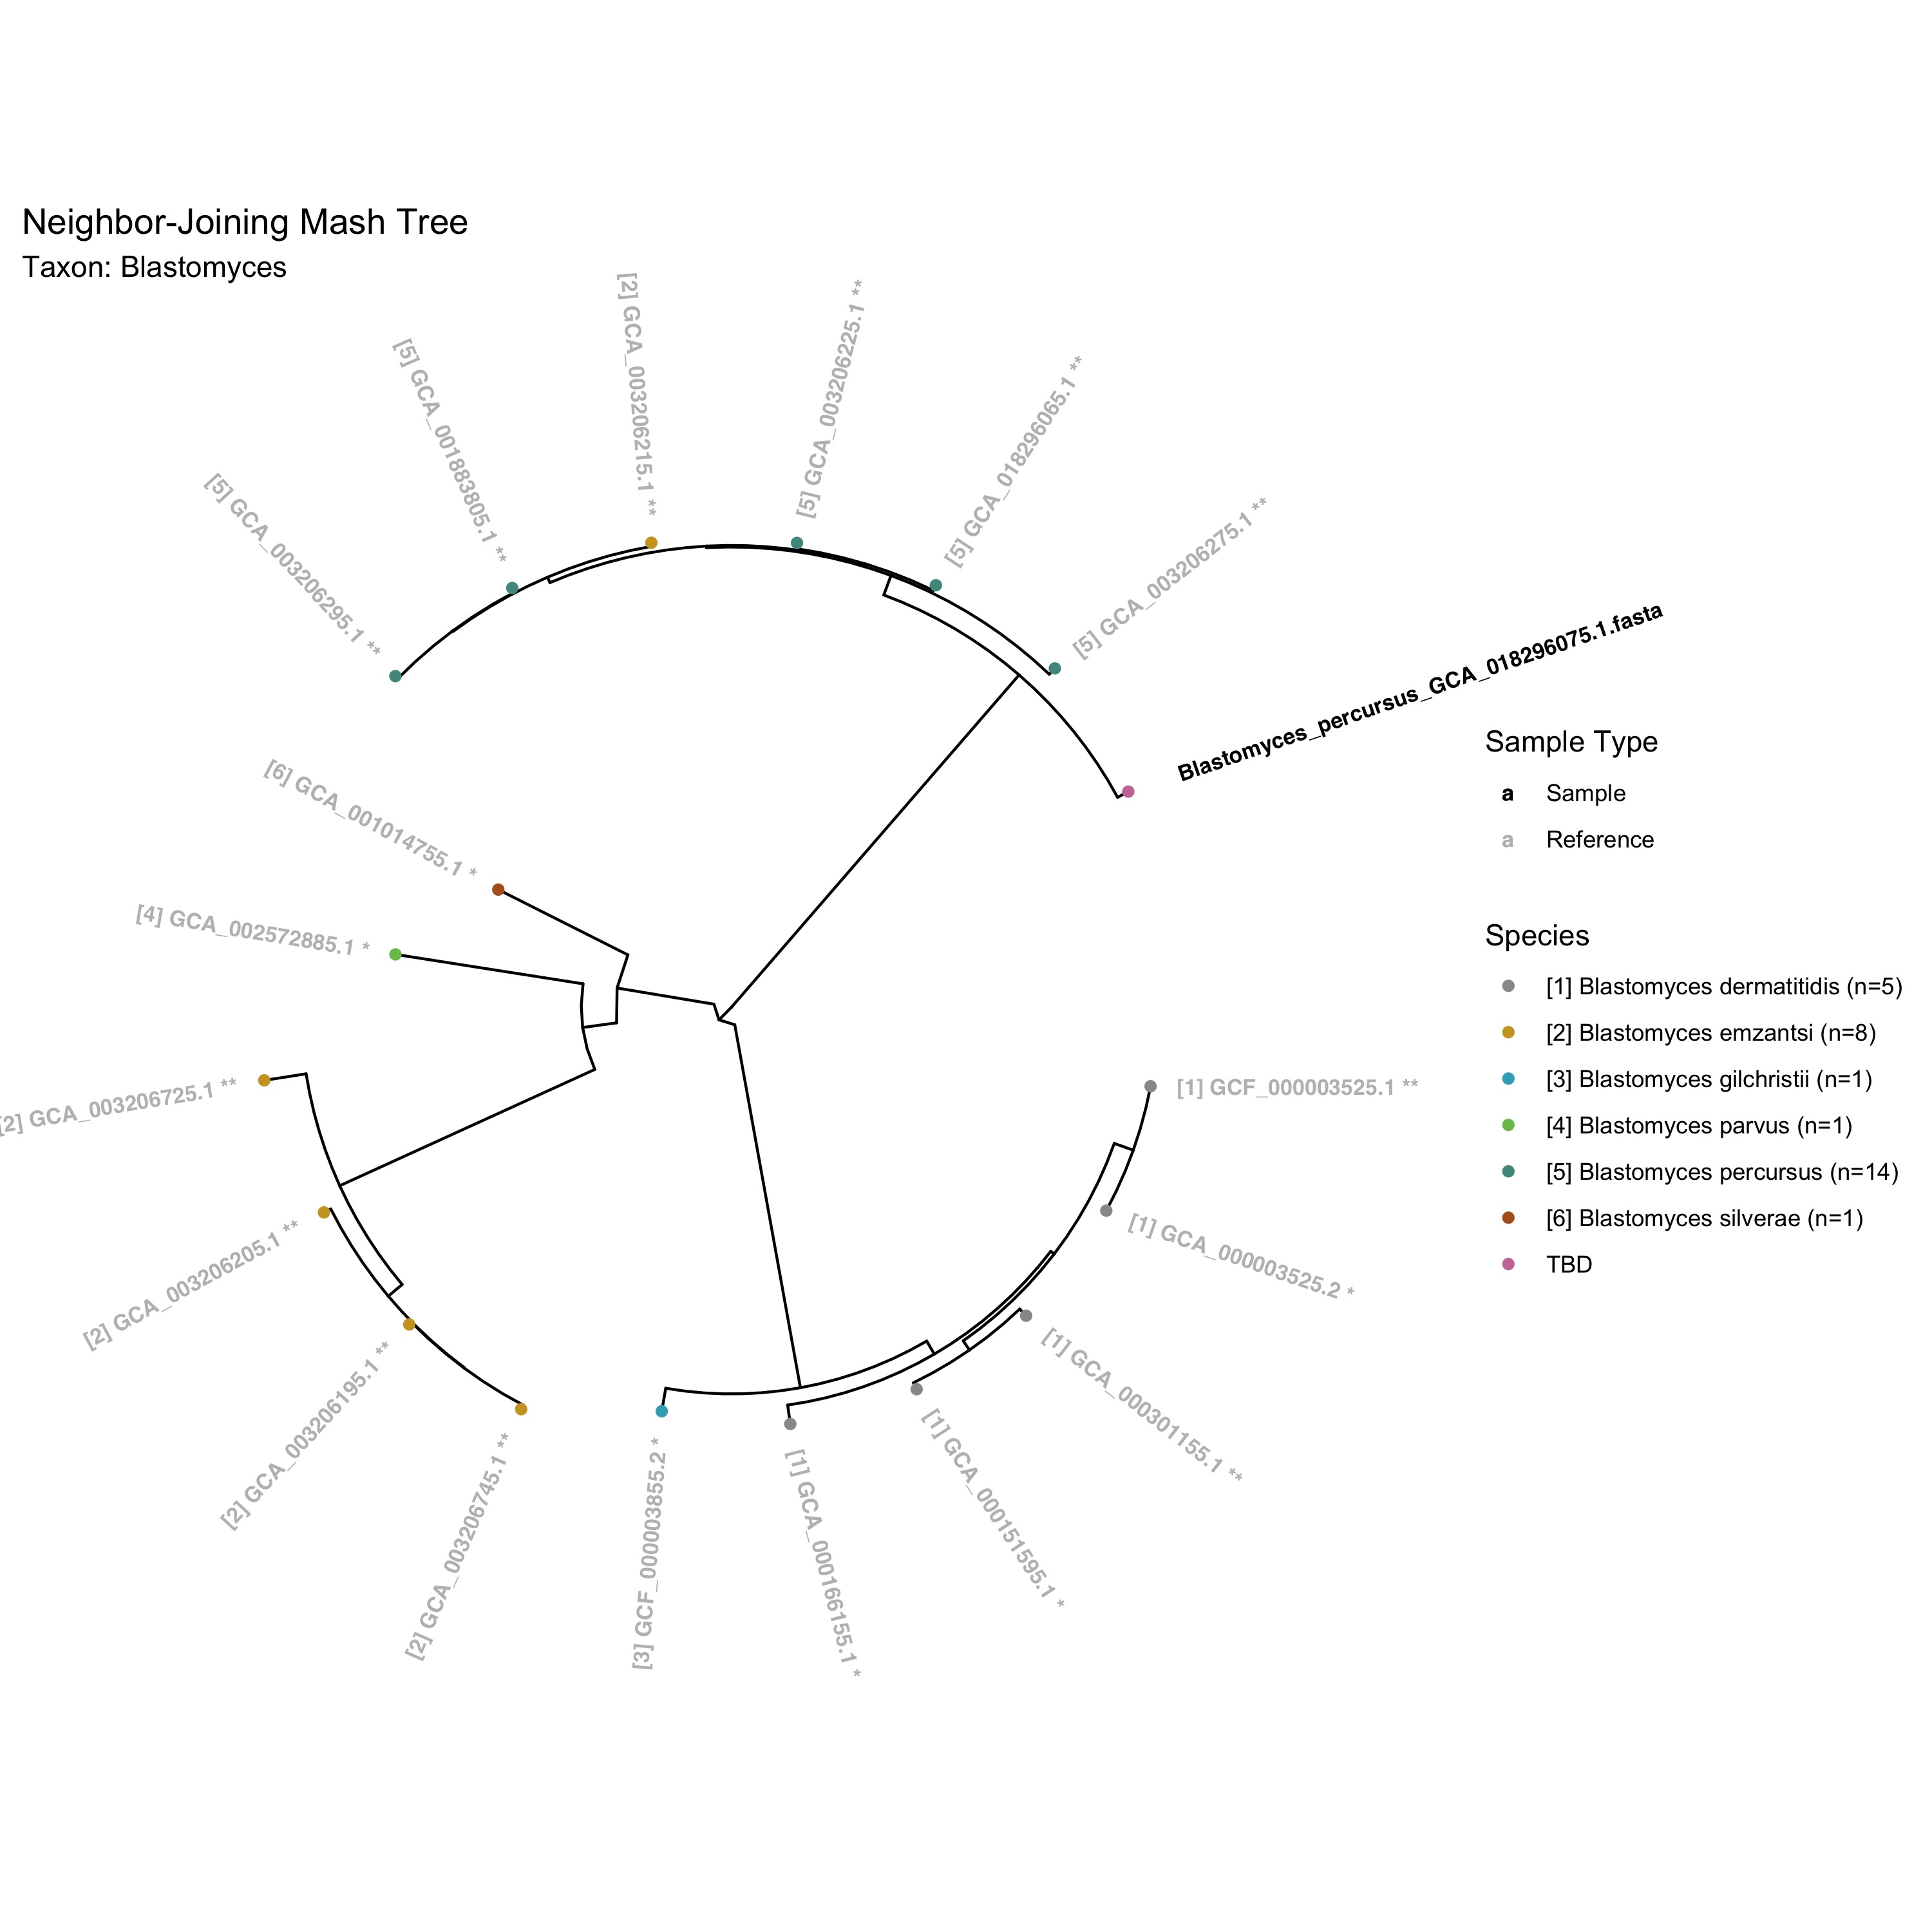 Neighbor-Joining Mash Tree
Taxon: Blastomyces
[2] GCA_003206215.1 **
[5] GCA_003206225.1 **
[5] GCA_001883805.1 **
[5] GCA_018296065.1 **
[5] GCA_003206295.1 **
[5] GCA_003206275.1 **
Blastomyces_percursus_GCA_018296075.1.fasta
[6] GCA_001014755.1 *
[4] GCA_002572885.1 *
[2] GCA_003206725.1 **
[1] GCF_000003525.1 **
[2] GCA_003206205.1 **
[1] GCA_000003525.2 *
[2] GCA_003206195.1 **
[1] GCA_000301155.1 **
[2] GCA_003206745.1 **
[3] GCF_000003855.2 *
[1] GCA_000166155.1 *
[1] GCA_000151595.1 *
Sample Type
a Sample
a Reference
Species
[1] Blastomyces dermatitidis (n=5)
[2] Blastomyces emzantsi (n=8)
[3] Blastomyces gilchristii (n=1)
[4] Blastomyces parvus (n=1)
[5] Blastomyces percursus (n=14)
[6] Blastomyces silverae (n=1)
TBD